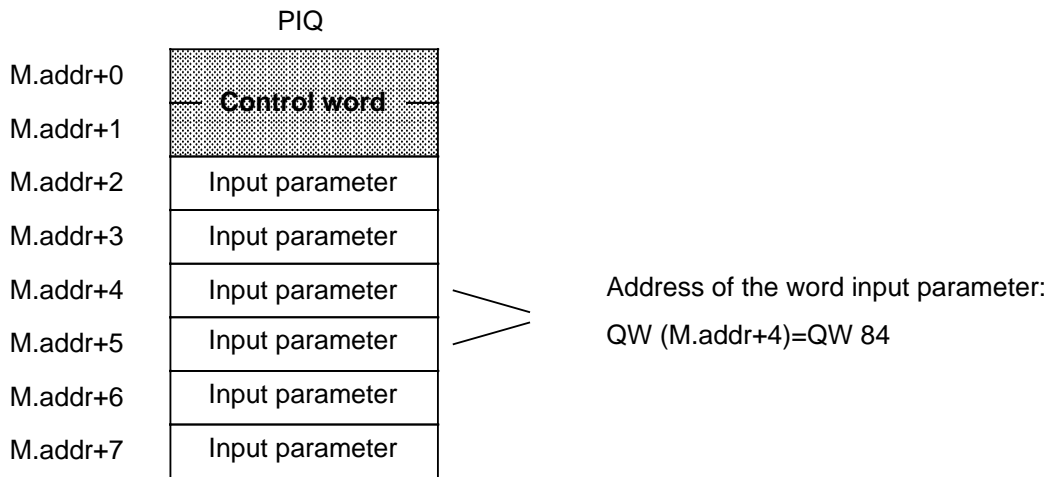 PIQ
M.addr+0
Control word
M.addr+1
M.addr+2 Input parameter
M.addr+3 Input parameter
M.addr+4 Input parameter
Address of the word input parameter:
M.addr+5 Input parameter
QW (M.addr+4)=QW 84
M.addr+6 Input parameter
M.addr+7 Input parameter